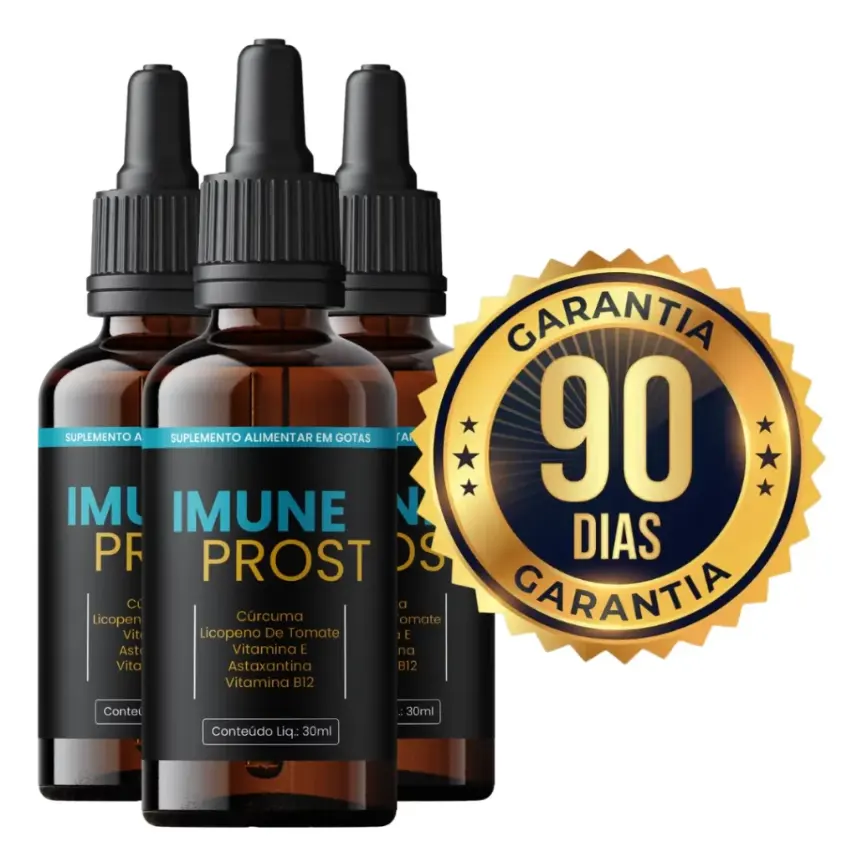 SUPLEMENTO ALIMENTAR EM GOTAS
IMUNE
PROST
Cúrcuma
Licopeno De Tomate
Vitamina E
Astaxantina
Vitamina B12
Conteúdo Liq.: 30ml
GARANTIA
90
DIAS
GARANTIA